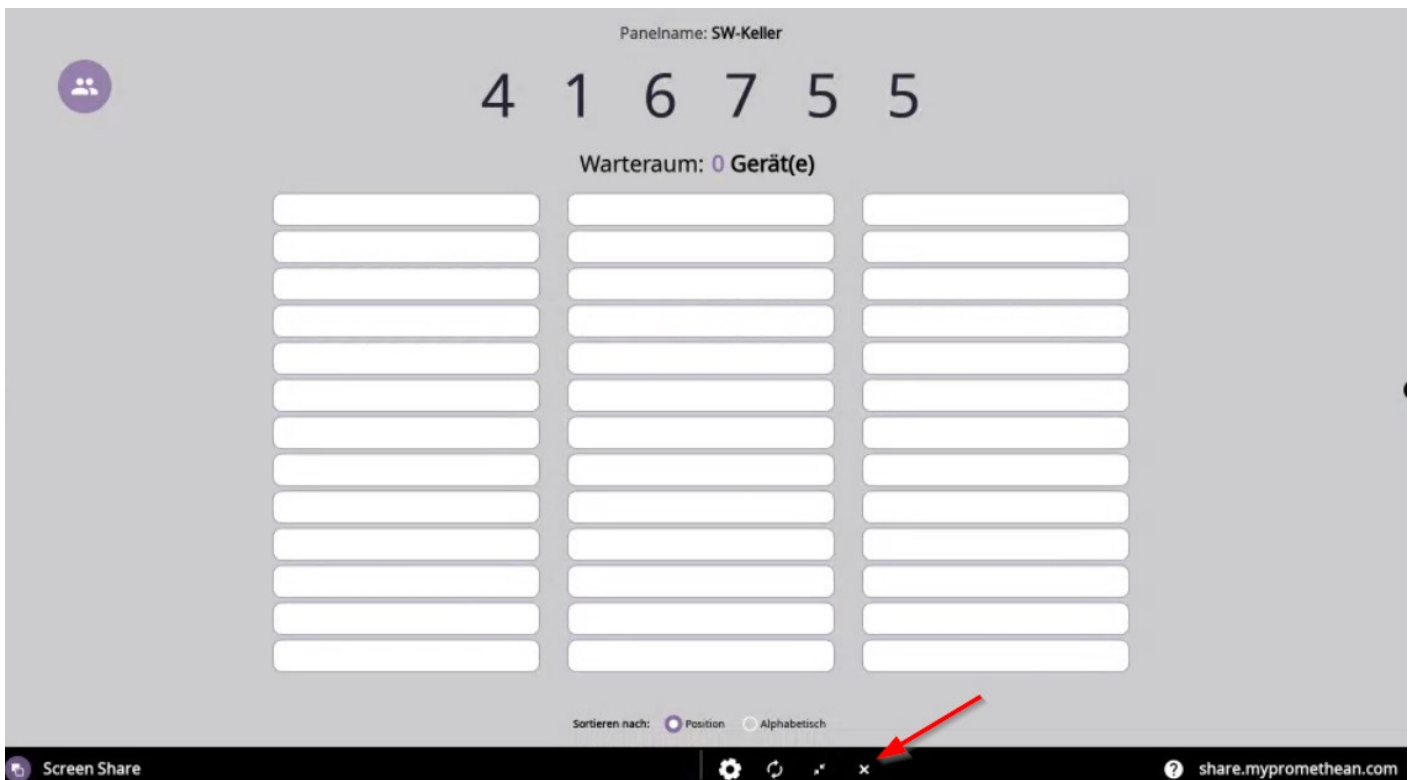 Panelname: SW-Keller
4 1 6 7 5 5
Warteraum: 0 Gerät(e)
Sortieren nach: Position Alphabetisch
Screen Share ? share.mypromethean.com